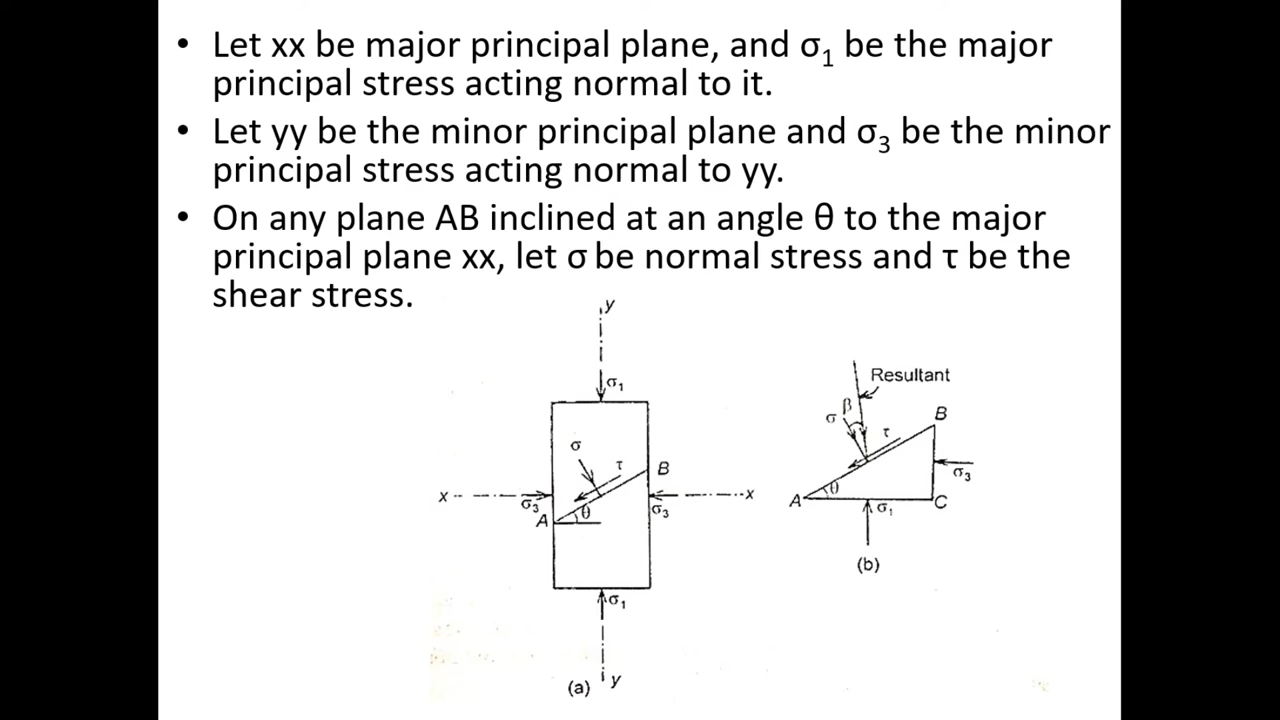 • Let xx be major principal plane, and σ₁ be the major
principal stress acting normal to it.
• Let yy be the minor principal plane and σ₃ be the minor
principal stress acting normal to yy.
• On any plane AB inclined at an angle θ to the major
principal plane xx, let σ be normal stress and τ be the
shear stress.
y
σ₁
σ
τ
B
x
x
σ₃
σ₃
A
θ
σ₁
y
(a)
Resultant
σ
β
τ
B
σ₃
θ
A
σ₁
C
(b)